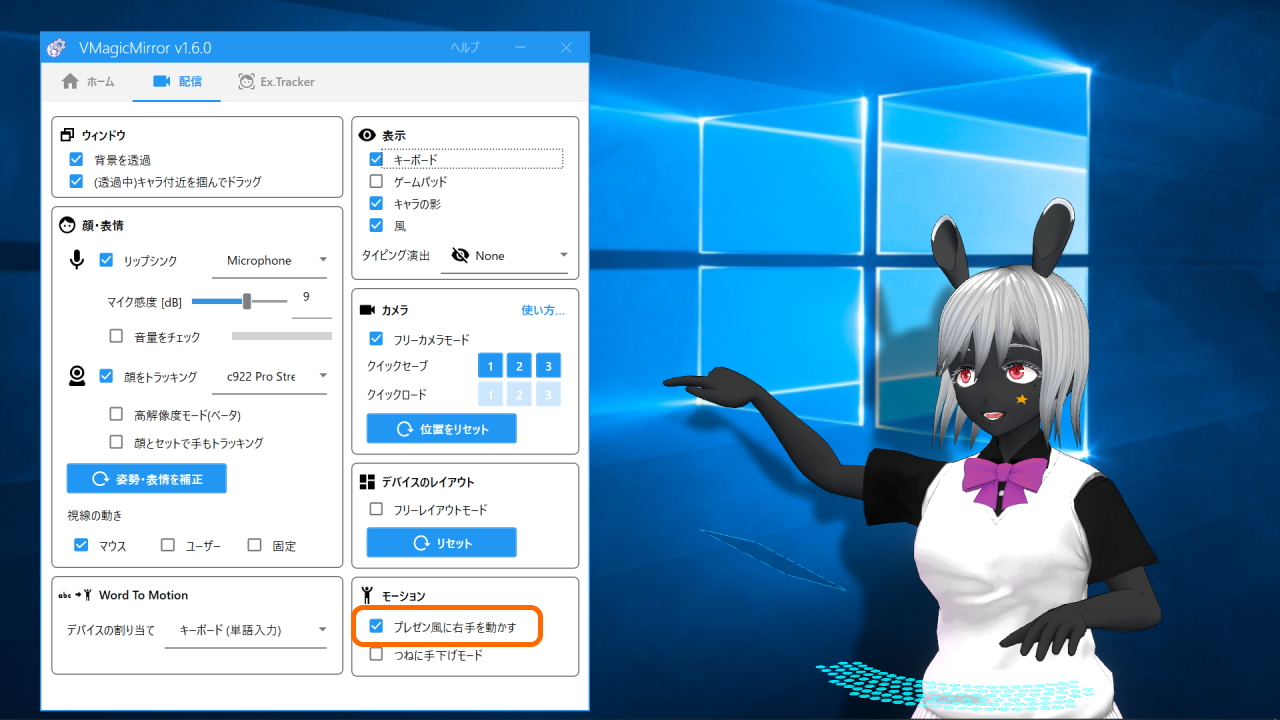 VMagicMirror v1.6.0
ヘルプ
ホーム
配信
Ex.Tracker
ウィンドウ
背景を透過
(透過中)キャラ付近を掴んでドラッグ
顔・表情
リップシンク
Microphone
マイク感度 [dB]
9
音量をチェック
顔をトラッキング
c922 Pro Stre
高解像度モード(ベータ)
顔とセットで手もトラッキング
姿勢・表情を補正
視線の動き
マウス
ユーザー
固定
abc
Word To Motion
デバイスの割り当て
キーボード (単語入力)
表示
キーボード
ゲームパッド
キャラの影
風
タイピング演出
None
カメラ
使い方...
フリーカメラモード
クイックセーブ
1 2 3
クイックロード
1 2 3
位置をリセット
デバイスのレイアウト
フリーレイアウトモード
リセット
モーション
プレゼン風に右手を動かす
つねに手下げモード